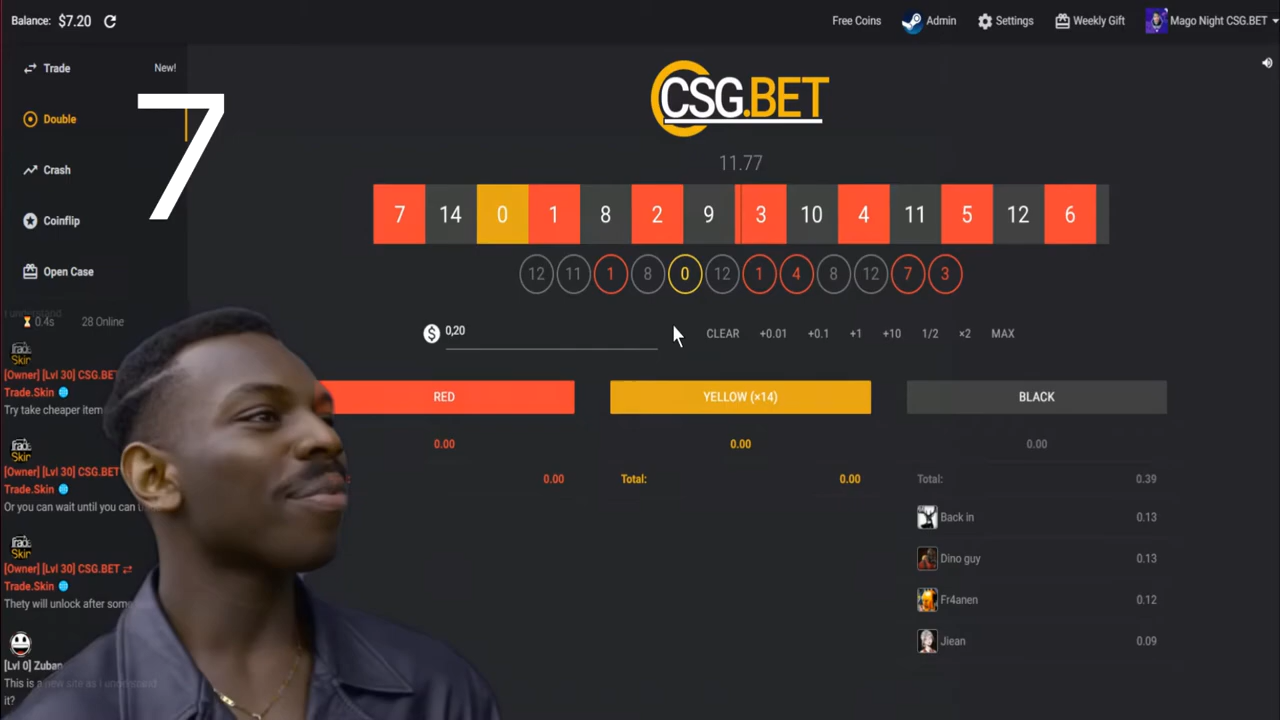 Balance: $7.20
Free Coins
Admin
Settings
Weekly Gift
Mago Night CSG.BET
Trade
New!
Double
Crash
Coinflip
Open Case
7
CSG.BET
11.77
7 14 0 1 8 2 9 3 10 4 11 5 12 6
12 11 1 8 0 12 1 4 8 12 7 3
$ 0,20
CLEAR +0.01 +0.1 +1 +10 1/2 ×2 MAX
RED
YELLOW (×14)
BLACK
0.00
0.00
0.00
0.00
Total: 0.00
Total: 0.39
Back in 0.13
Dino guy 0.13
Fr4anen 0.12
Jiean 0.09
I understand
0.4s
28 Online
[Owner] [Lvl 30] CSG.BET
Trade.Skin
Try take cheaper item
[Owner] [Lvl 30] CSG.BET
Trade.Skin
Or you can wait until you can
[Owner] [Lvl 30] CSG.BET
Trade.Skin
Thety will unlock after some
[Lvl 0] Zuban
This is a new site as I understand
it?